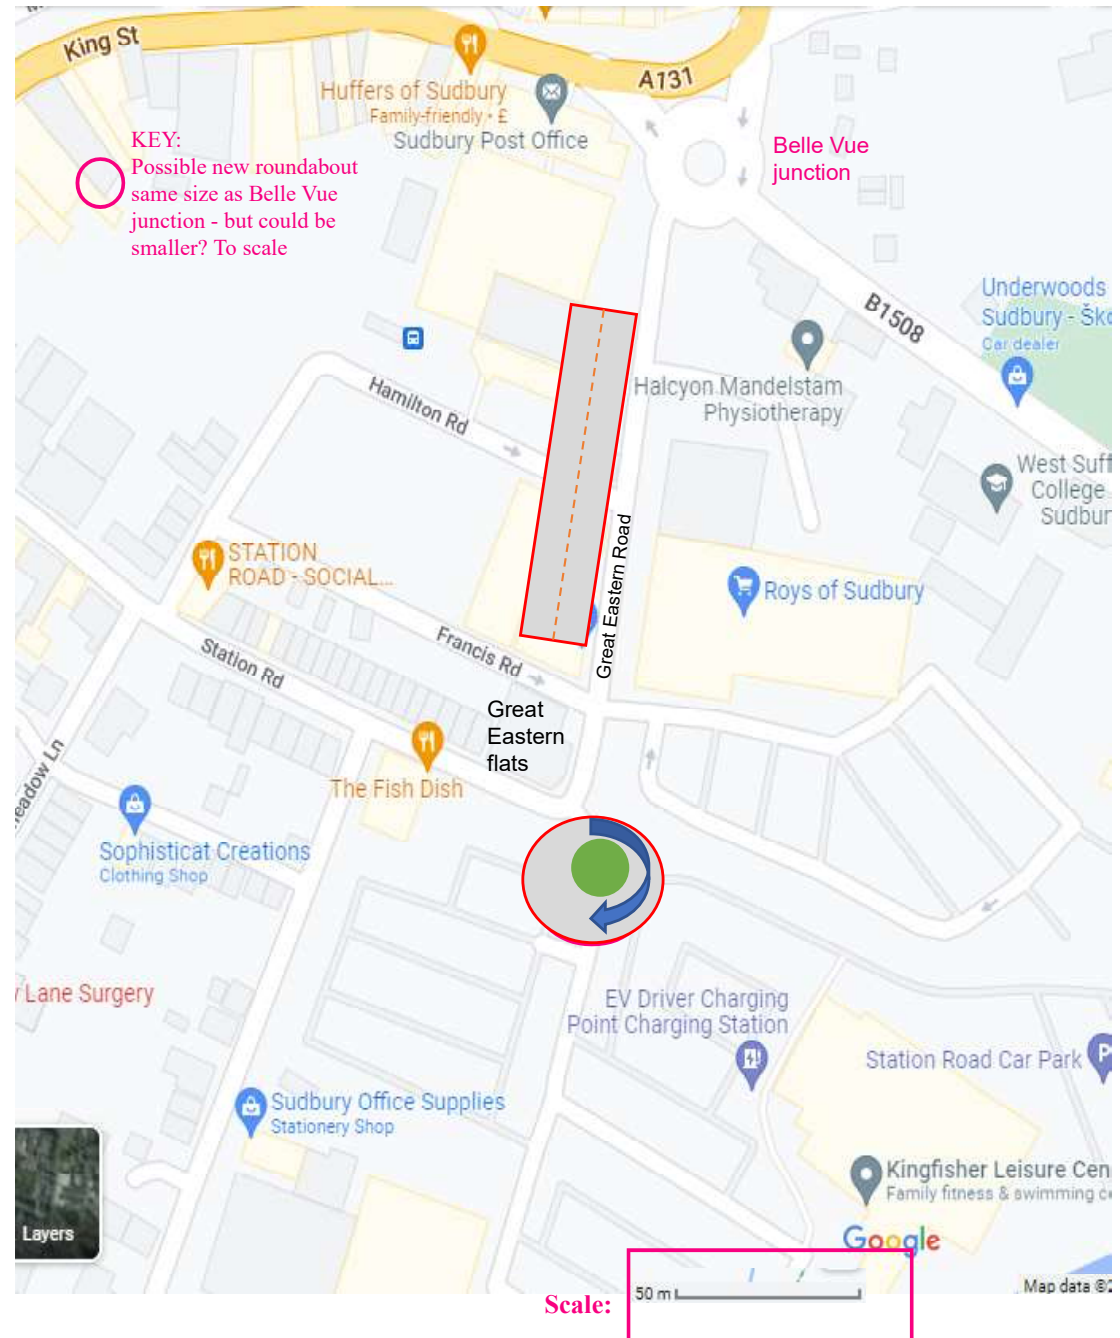 King St
A131
Huffers of Sudbury
Family-friendly • £
Sudbury Post Office
KEY:
Possible new roundabout
same size as Belle Vue
junction - but could be
smaller? To scale
Belle Vue
junction
B1508
Underwoods
Sudbury - Ško
Car dealer
Hamilton Rd
Halcyon Mandelstam
Physiotherapy
West Suff
College
Sudbur
STATION
ROAD - SOCIAL...
Great Eastern Road
Roys of Sudbury
Francis Rd
Station Rd
Great
Eastern
flats
eadow Ln
The Fish Dish
Sophisticat Creations
Clothing Shop
Lane Surgery
EV Driver Charging
Point Charging Station
Station Road Car Park
P
Sudbury Office Supplies
Stationery Shop
Kingfisher Leisure Cen
Family fitness & swimming ce
Layers
Google
Map data ©2
Scale:
50 m